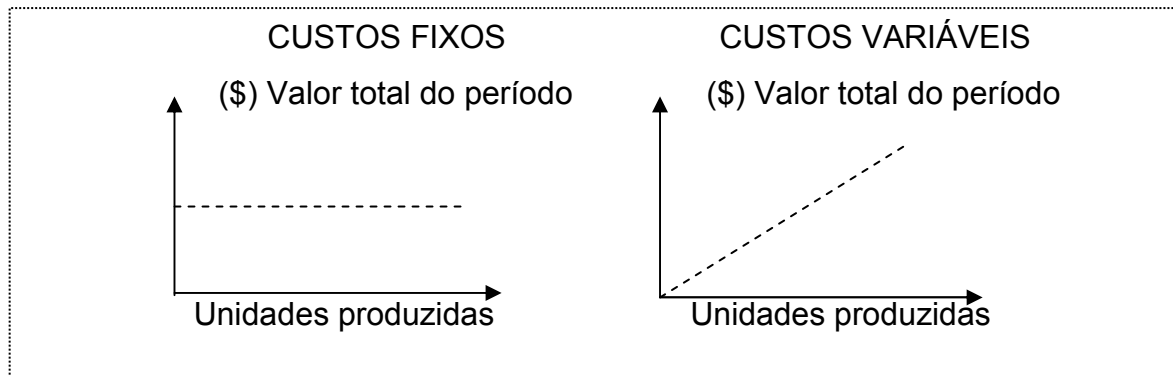 CUSTOS FIXOS
($) Valor total do período
Unidades produzidas
CUSTOS VARIÁVEIS
($) Valor total do período
Unidades produzidas